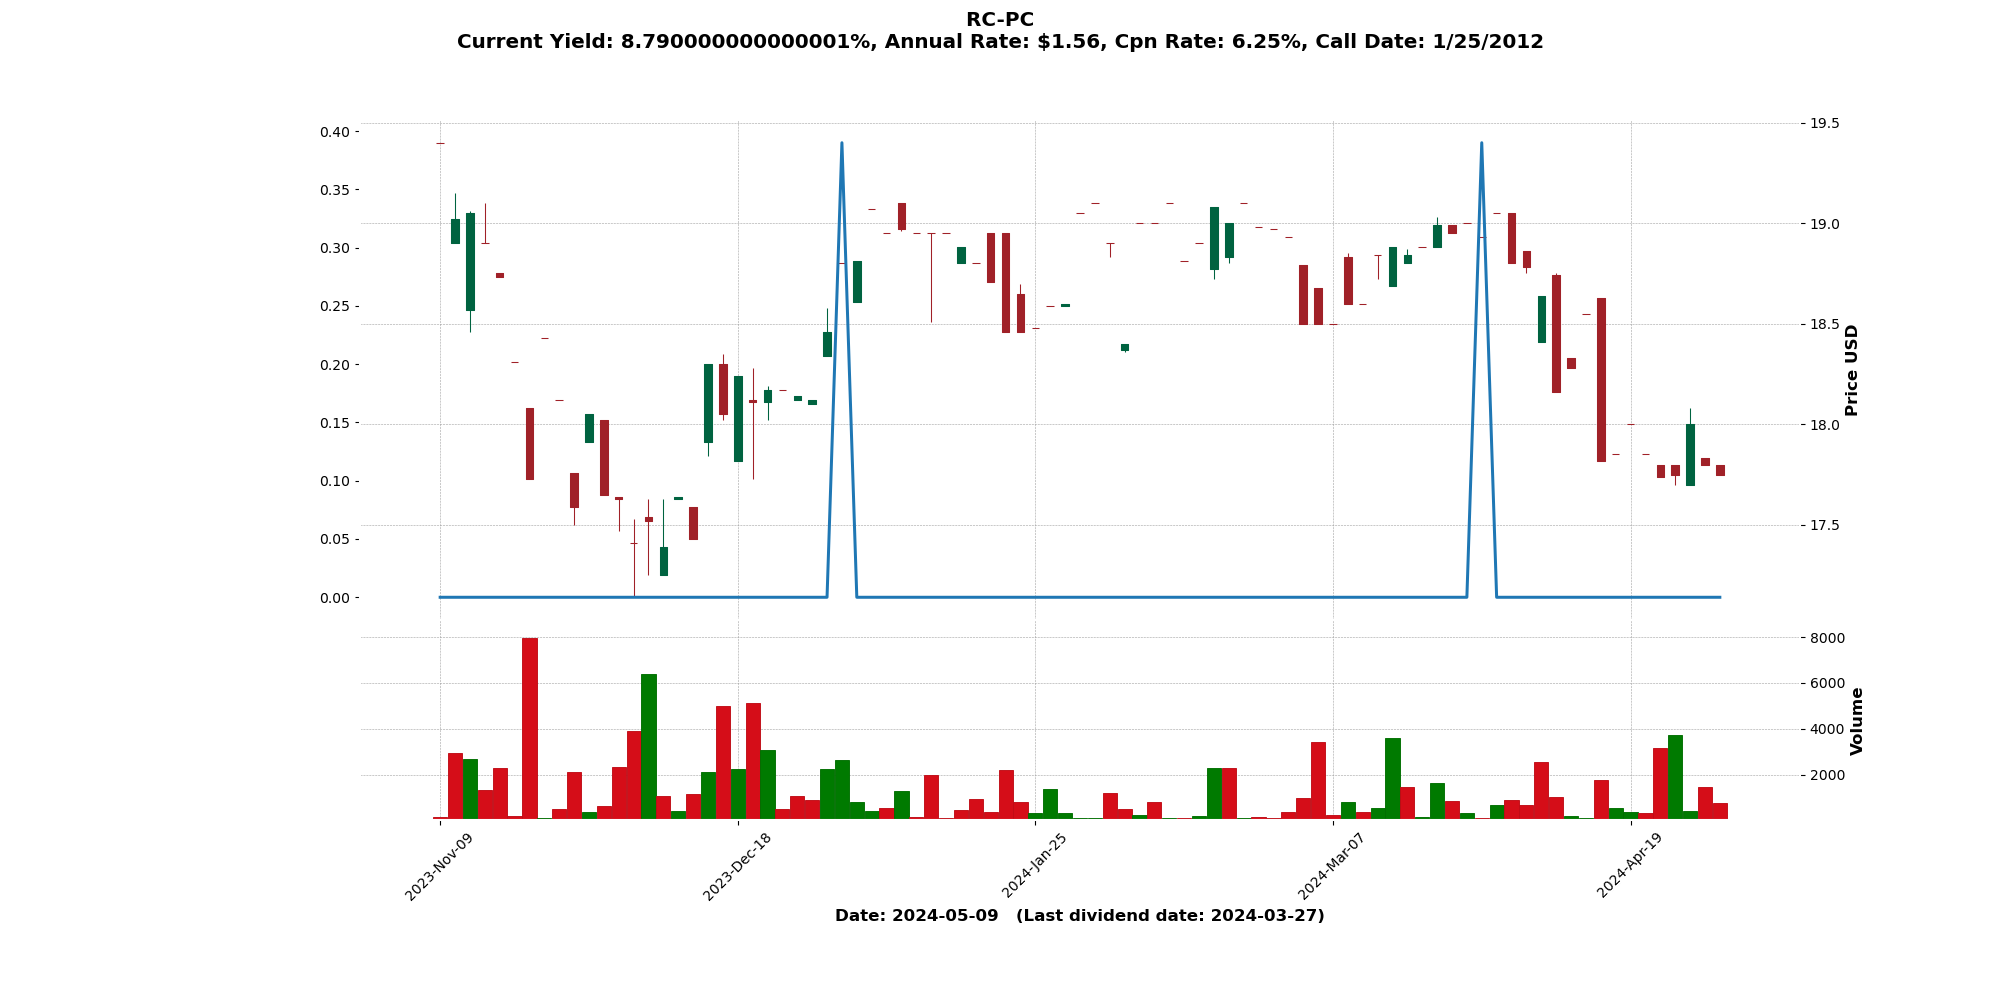 RC-PC
Current Yield: 8.790000000000001%, Annual Rate: $1.56, Cpn Rate: 6.25%, Call Date: 1/25/2012
0.40
0.35
0.30
0.25
0.20
0.15
0.10
0.05
0.00
19.5
19.0
18.5
18.0
17.5
Price USD
8000
6000
4000
2000
Volume
2023-Nov-09
2023-Dec-18
2024-Jan-25
2024-Mar-07
2024-Apr-19
Date: 2024-05-09   (Last dividend date: 2024-03-27)